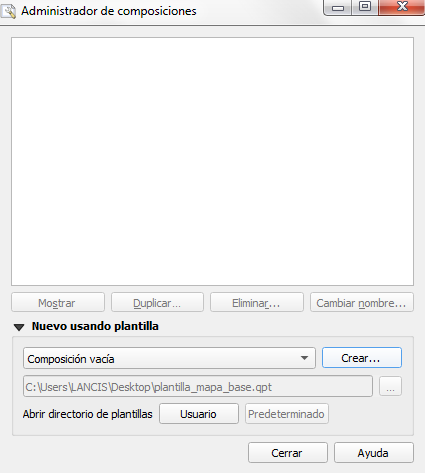 Administrador de composiciones
Mostrar Duplicar... Eliminar... Cambiar nombre...
Nuevo usando plantilla
Composición vacía Crear...
C:\Users\LANCIS\Desktop\plantilla_mapa_base.qpt ...
Abrir directorio de plantillas Usuario Predeterminado
Cerrar Ayuda